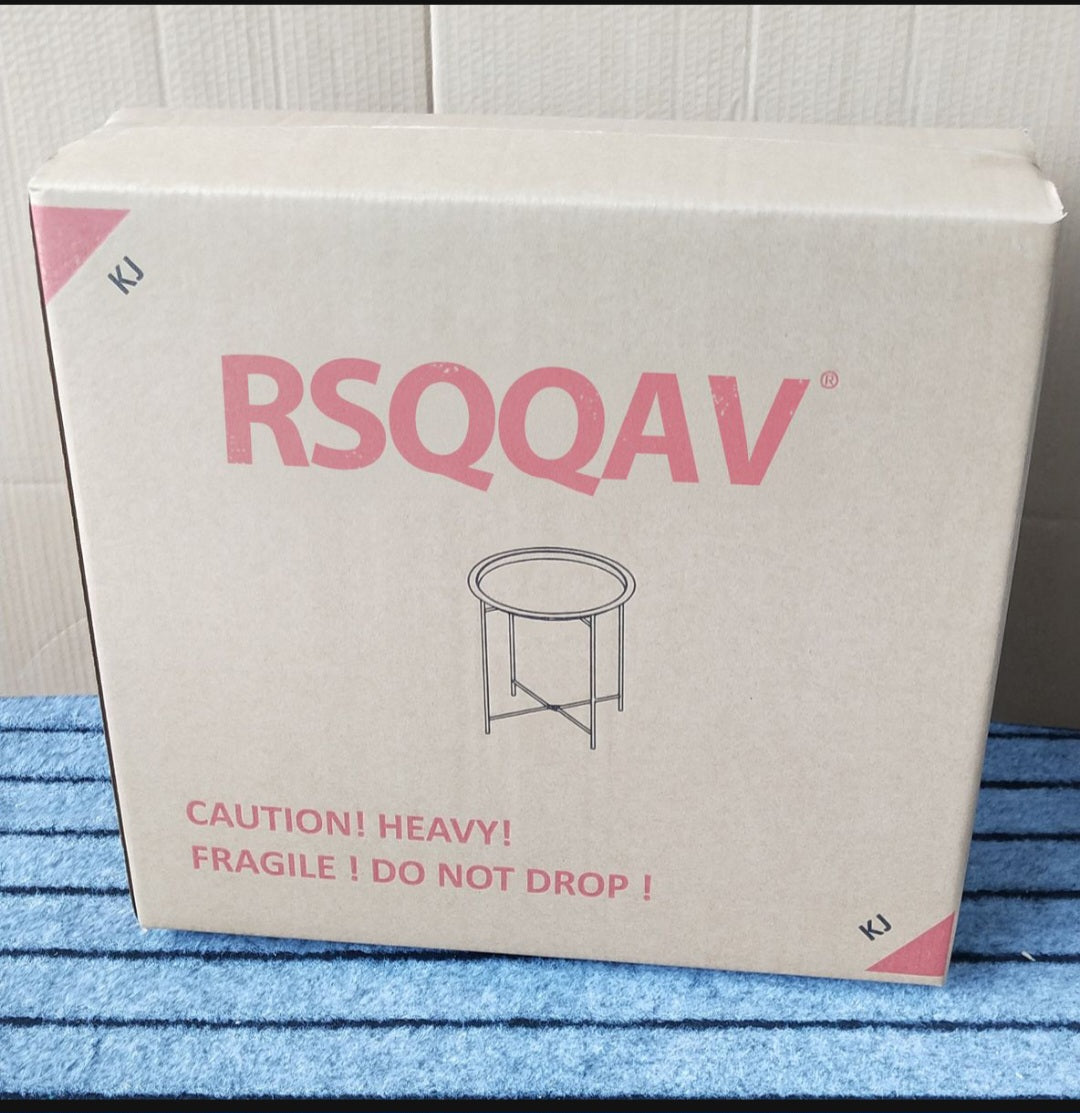 KJ
RSQQAV®
CAUTION! HEAVY!
FRAGILE ! DO NOT DROP !
KJ